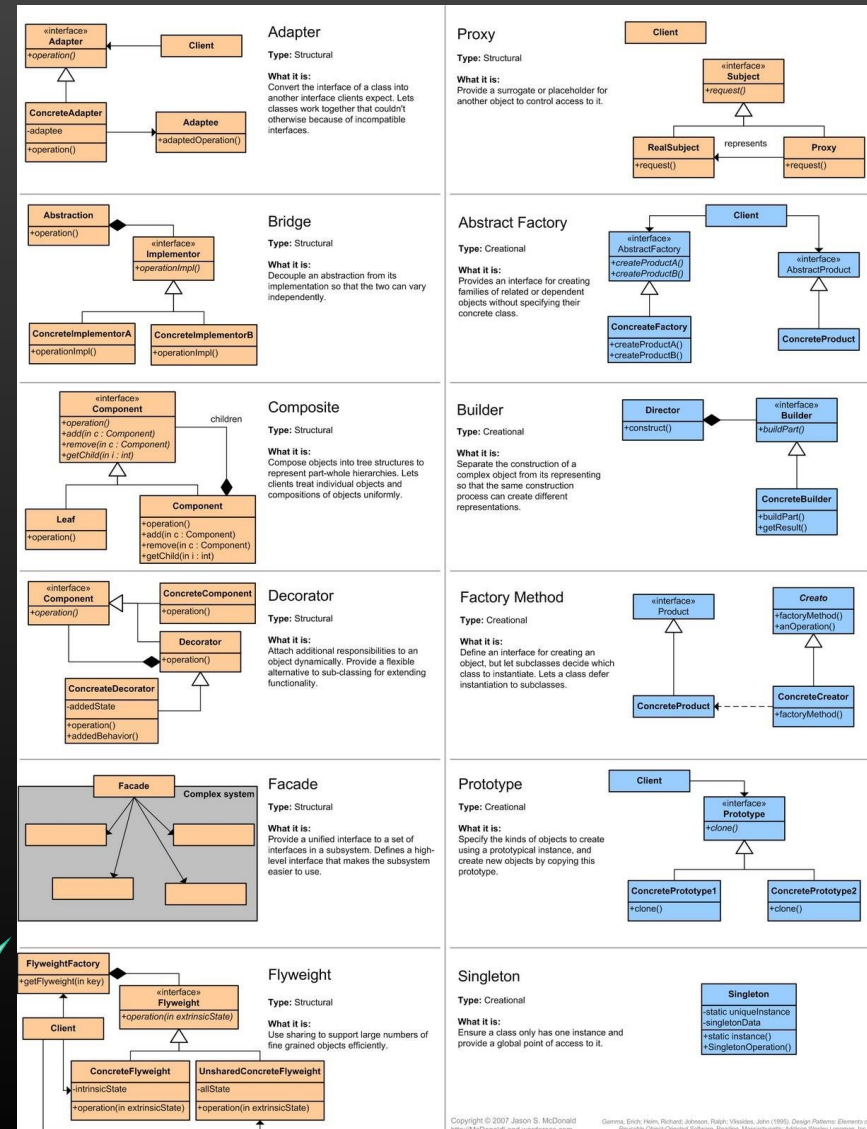 Adapter
Type: Structural
What it is:
Convert the interface of a class into
another interface clients expect. Lets
classes work together that couldn't
otherwise because of incompatible
interfaces.
«interface»
Adapter
+operation()
Client
ConcreteAdapter
-adaptee
+operation()
Adaptee
+adaptedOperation()
Bridge
Type: Structural
What it is:
Decouple an abstraction from its
implementation so that the two can vary
independently.
Abstraction
+operation()
«interface»
Implementor
+operationImpl()
ConcreteImplementorA
+operationImpl()
ConcreteImplementorB
+operationImpl()
Composite
Type: Structural
What it is:
Compose objects into tree structures to
represent part-whole hierarchies. Lets
clients treat individual objects and
compositions of objects uniformly.
«interface»
Component
+operation()
+add(in c : Component)
+remove(in c : Component)
+getChild(in i : int)
children
Leaf
+operation()
Component
+operation()
+add(in c : Component)
+remove(in c : Component)
+getChild(in i : int)
Decorator
Type: Structural
What it is:
Attach additional responsibilities to an
object dynamically. Provide a flexible
alternative to sub-classing for extending
functionality.
«interface»
Component
+operation()
ConcreteComponent
+operation()
Decorator
+operation()
ConcreateDecorator
-addedState
+operation()
+addedBehavior()
Facade
Type: Structural
What it is:
Provide a unified interface to a set of
interfaces in a subsystem. Defines a high-
level interface that makes the subsystem
easier to use.
Facade
Complex system
Flyweight
Type: Structural
What it is:
Use sharing to support large numbers of
fine grained objects efficiently.
FlyweightFactory
+getFlyweight(in key)
«interface»
Flyweight
+operation(in extrinsicState)
Client
ConcreteFlyweight
-intrinsicState
+operation(in extrinsicState)
UnsharedConcreteFlyweight
-allState
+operation(in extrinsicState)
Proxy
Type: Structural
What it is:
Provide a surrogate or placeholder for
another object to control access to it.
Client
«interface»
Subject
+request()
RealSubject
+request()
represents
Proxy
+request()
Abstract Factory
Type: Creational
What it is:
Provides an interface for creating
families of related or dependent
objects without specifying their
concrete class.
Client
«interface»
AbstractFactory
+createProductA()
+createProductB()
«interface»
AbstractProduct
ConcreateFactory
+createProductA()
+createProductB()
ConcreteProduct
Builder
Type: Creational
What it is:
Separate the construction of a
complex object from its representing
so that the same construction
process can create different
representations.
Director
+construct()
«interface»
Builder
+buildPart()
ConcreteBuilder
+buildPart()
+getResult()
Factory Method
Type: Creational
What it is:
Define an interface for creating an
object, but let subclasses decide which
class to instantiate. Lets a class defer
instantiation to subclasses.
«interface»
Product
Creato
+factoryMethod()
+anOperation()
ConcreteProduct
ConcreteCreator
+factoryMethod()
Prototype
Type: Creational
What it is:
Specify the kinds of objects to create
using a prototypical instance, and
create new objects by copying this
prototype.
Client
«interface»
Prototype
+clone()
ConcretePrototype1
+clone()
ConcretePrototype2
+clone()
Singleton
Type: Creational
What it is:
Ensure a class only has one instance and
provide a global point of access to it.
Singleton
-static uniqueInstance
-singletonData
+static instance()
+SingletonOperation()
Copyright © 2007 Jason S. McDonald
Gamma, Erich; Helm, Richard; Johnson, Ralph; Vlissides, John (1995). Design Patterns: Elements